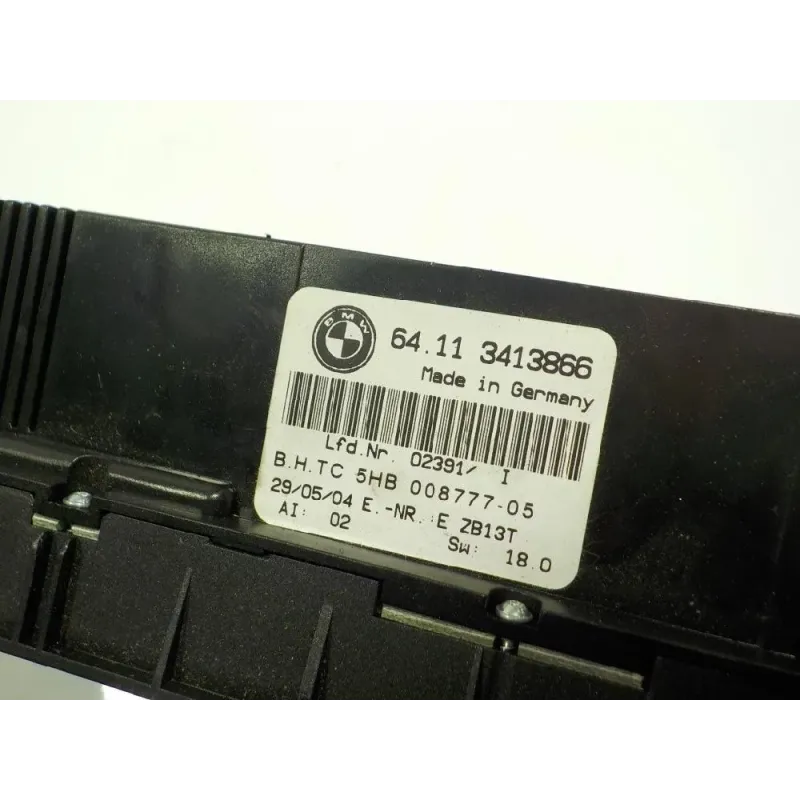 BMW
64.11 3413866
Made in Germany
Lfd.Nr. 02391/ I
B.H.TC 5HB 008777-05
29/05/04 E.-NR. :E ZB13T
AI: 02 SW: 18.0